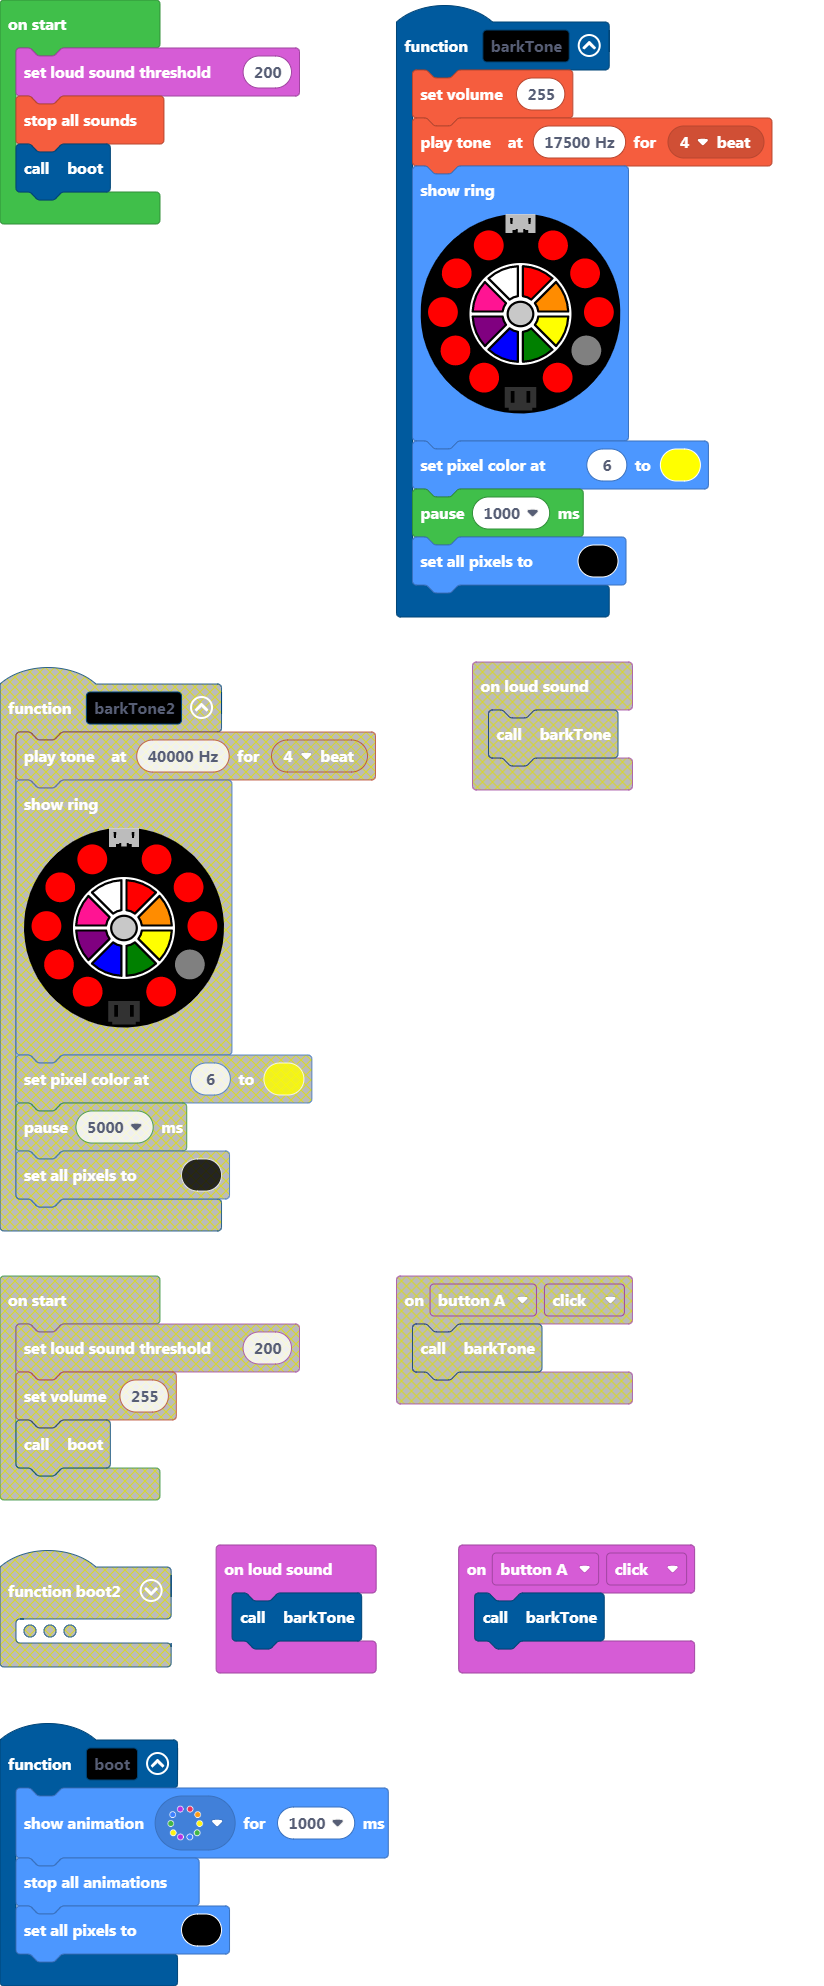 on start
set loud sound threshold 200
stop all sounds
call boot
function barkTone
set volume 255
play tone at 17500 Hz for 4 beat
show ring
set pixel color at 6 to
pause 1000 ms
set all pixels to
function barkTone2
play tone at 40000 Hz for 4 beat
show ring
set pixel color at 6 to
pause 5000 ms
set all pixels to
on loud sound
call barkTone
on start
set loud sound threshold 200
set volume 255
call boot
on button A click
call barkTone
function boot2
on loud sound
call barkTone
on button A click
call barkTone
function boot
show animation for 1000 ms
stop all animations
set all pixels to